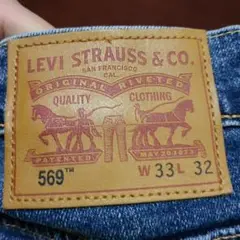 LEVI STRAUSS & CO.
SAN FRANCISCO
CAL.
ORIGINAL RIVETED
QUALITY CLOTHING
PATENTED MAY 20 1873
569™ W 33 L 32